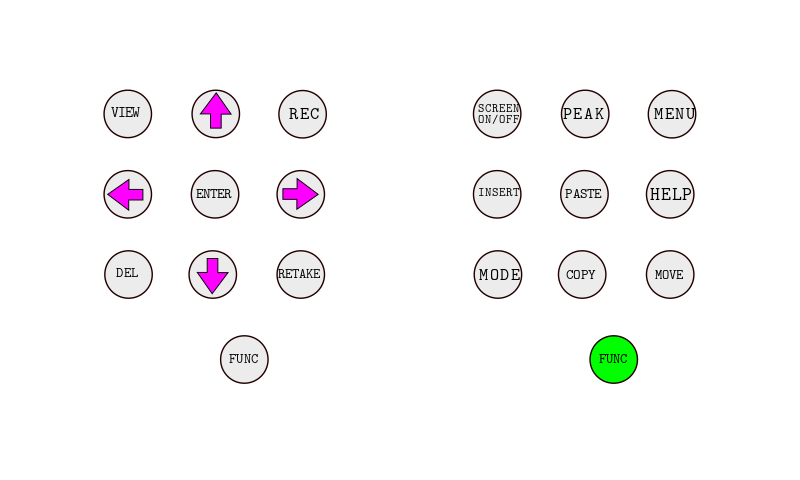 VIEW
REC
ENTER
DEL
RETAKE
FUNC
SCREEN
ON/OFF
PEAK
MENU
INSERT
PASTE
HELP
MODE
COPY
MOVE
FUNC